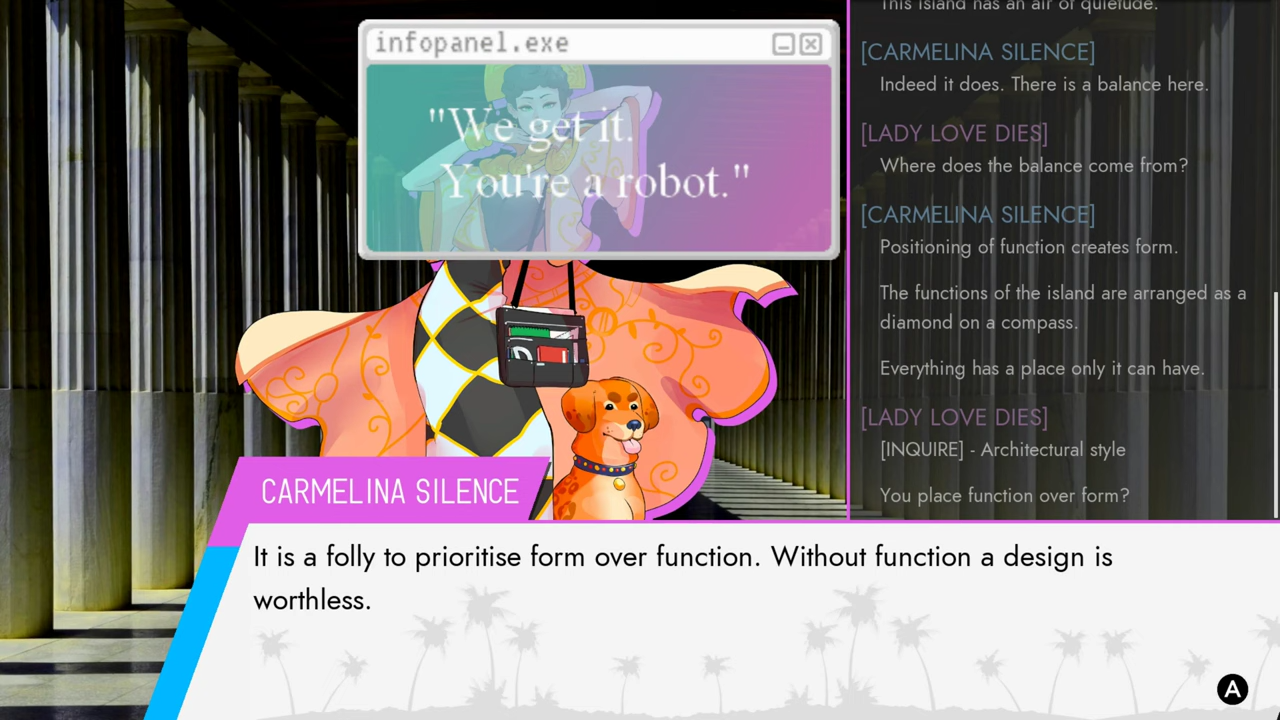 infopanel.exe
"We get it.
You're a robot."
This island has an air of quietude.
[CARMELINA SILENCE]
Indeed it does. There is a balance here.
[LADY LOVE DIES]
Where does the balance come from?
[CARMELINA SILENCE]
Positioning of function creates form.
The functions of the island are arranged as a
diamond on a compass.
Everything has a place only it can have.
[LADY LOVE DIES]
[INQUIRE] - Architectural style
You place function over form?
CARMELINA SILENCE
It is a folly to prioritise form over function. Without function a design is
worthless.
A